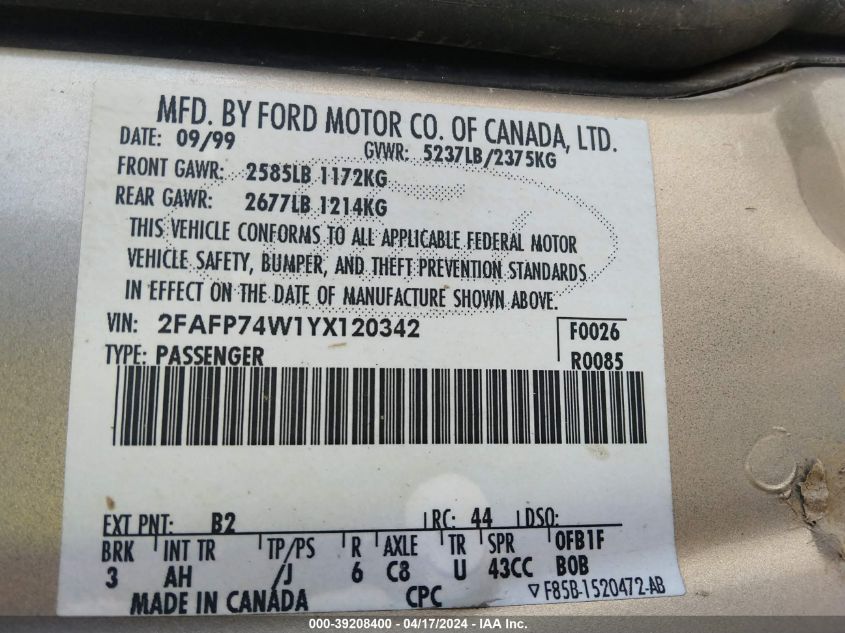 MFD. BY FORD MOTOR CO. OF CANADA, LTD.
DATE: 09/99 GVWR: 5237LB/2375KG
FRONT GAWR: 2585LB 1172KG
REAR GAWR: 2677LB 1214KG
THIS VEHICLE CONFORMS TO ALL APPLICABLE FEDERAL MOTOR
VEHICLE SAFETY, BUMPER, AND THEFT PREVENTION STANDARDS
IN EFFECT ON THE DATE OF MANUFACTURE SHOWN ABOVE.
VIN: 2FAFP74W1YX120342 F0026
TYPE: PASSENGER R0085
EXT PNT: B2 RC: 44 DSO:
BRK INT TR TP/PS R AXLE TR SPR 0FB1F
3 AH /J 6 C8 U 43CC BOB
MADE IN CANADA CPC ▽F85B-1520472-AB
000-39208400 - 04/17/2024 - IAA Inc.